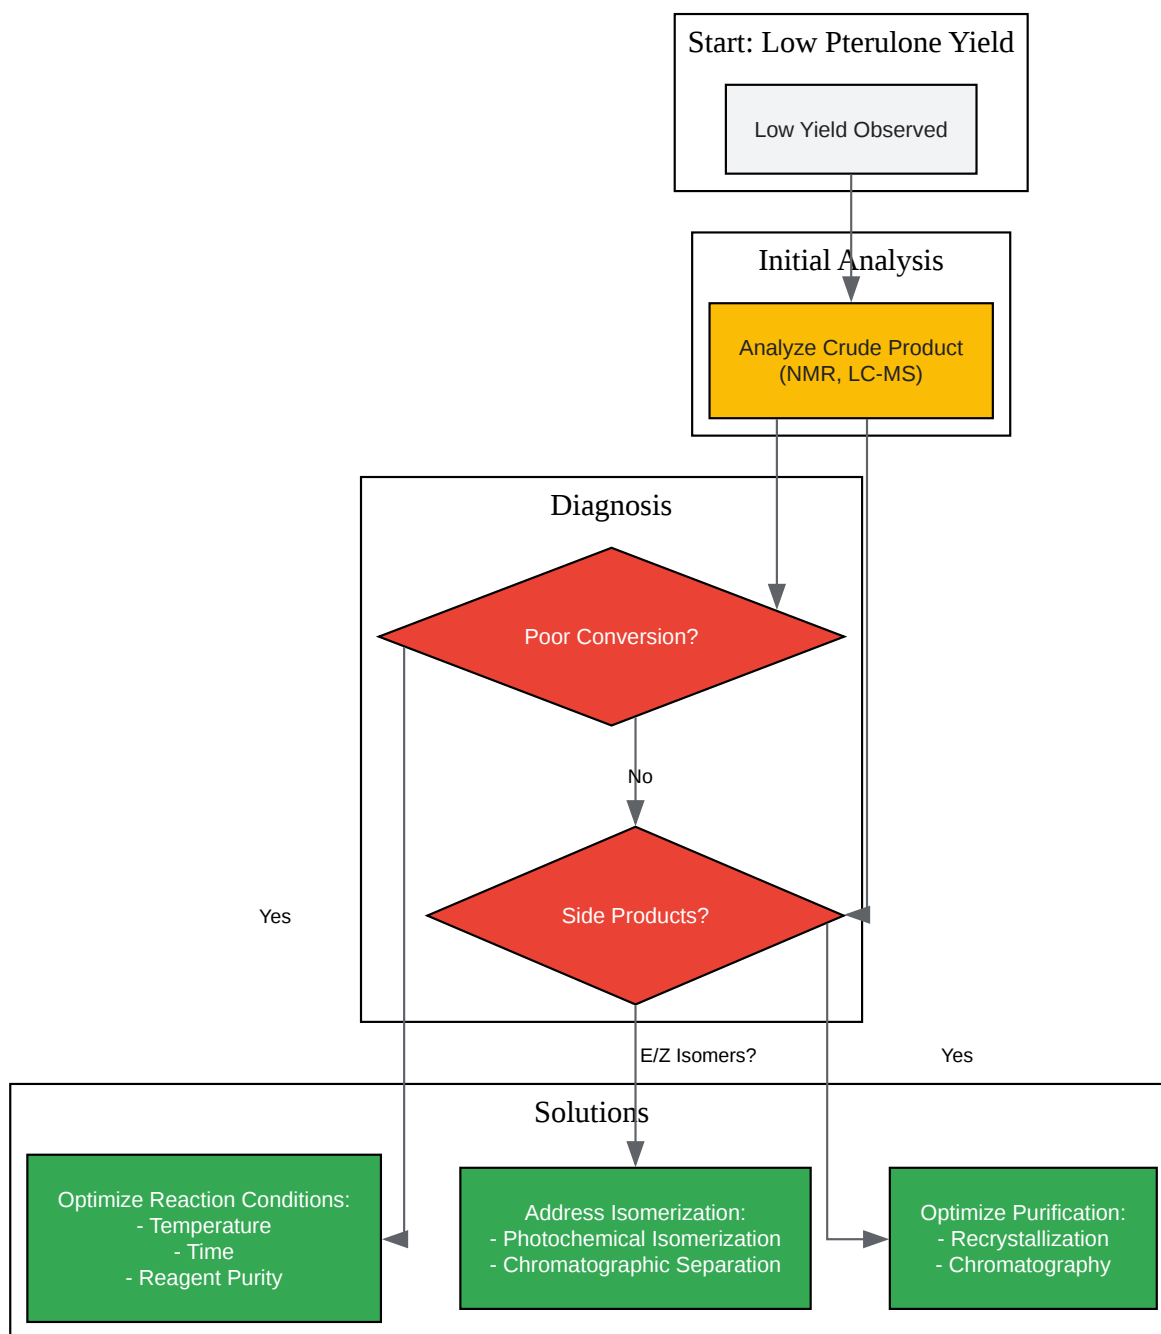 Start: Low Pterulone Yield
Low Yield Observed
Initial Analysis
Analyze Crude Product
(NMR, LC-MS)
Diagnosis
Poor Conversion?
No
Side Products?
Yes
E/Z Isomers?
Yes
Solutions
Optimize Reaction Conditions:
- Temperature
- Time
- Reagent Purity
Address Isomerization:
- Photochemical Isomerization
- Chromatographic Separation
Optimize Purification:
- Recrystallization
- Chromatography